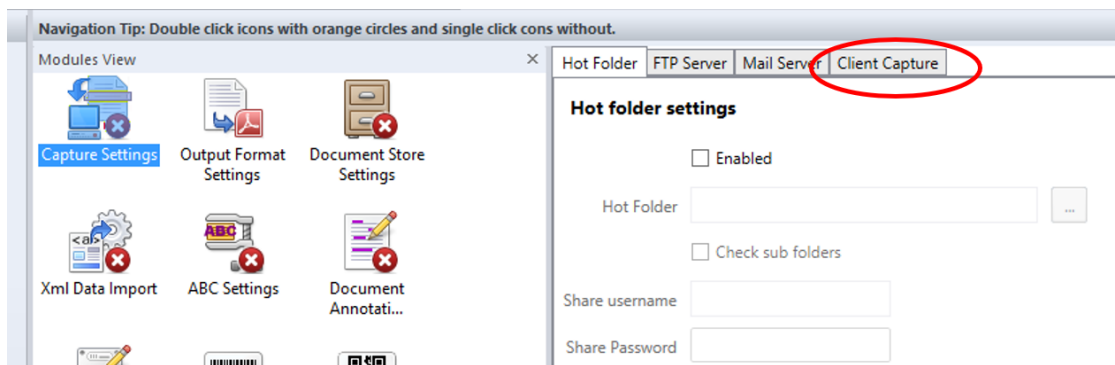 Navigation Tip: Double click icons with orange circles and single click cons without.
Modules View
Capture Settings
Output Format
Settings
Document Store
Settings
<ab>
Xml Data Import
ABC
ABC Settings
Document
Annotati...
Hot Folder
FTP Server
Mail Server
Client Capture
Hot folder settings
Enabled
Hot Folder
...
Check sub folders
Share username
Share Password